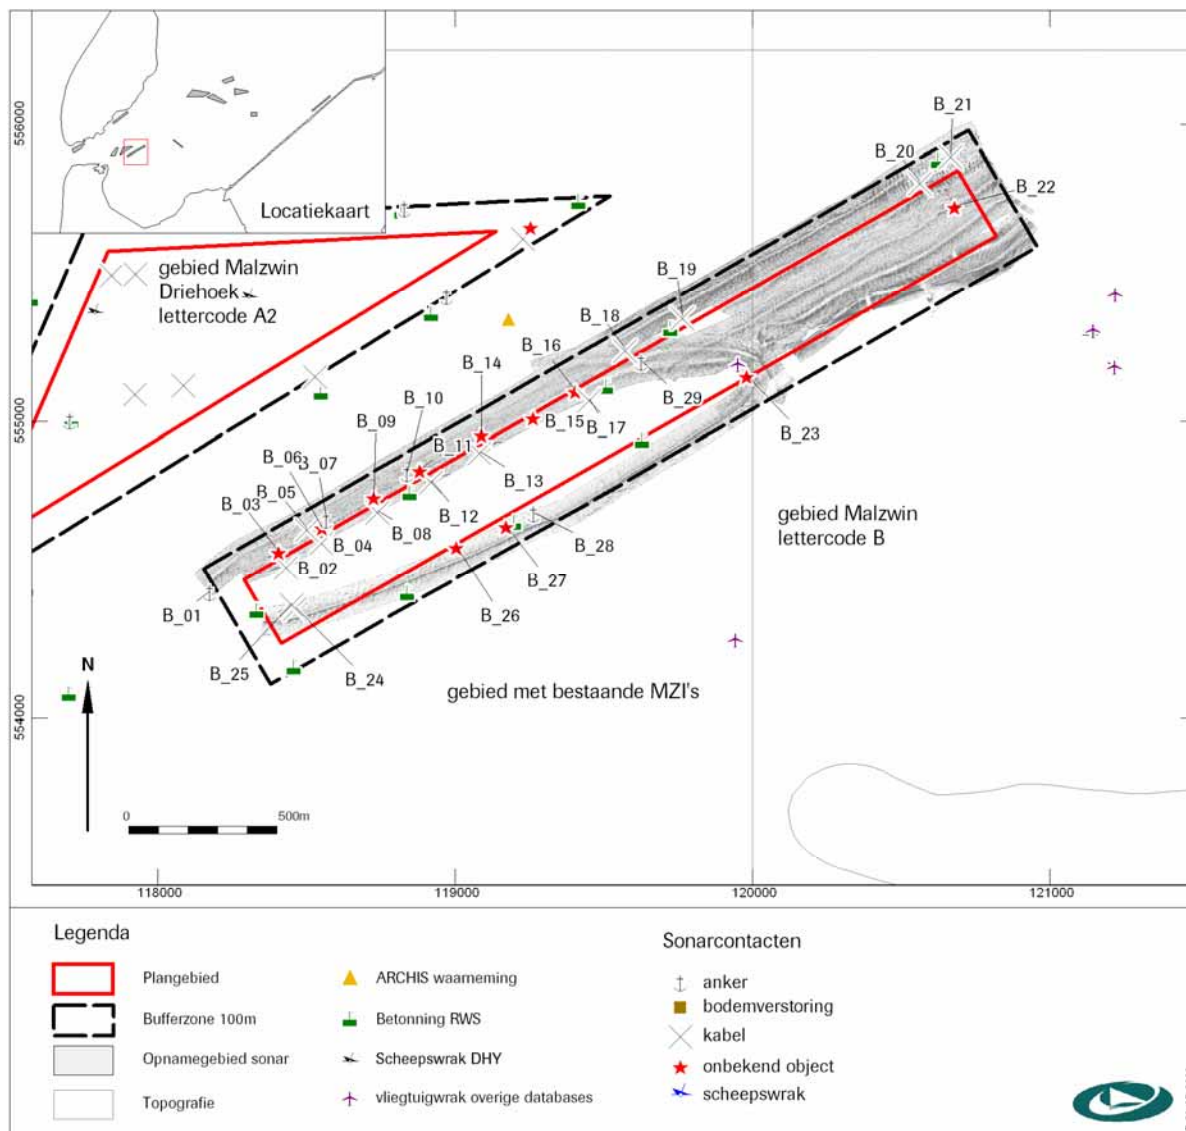 556000
555000
554000
Locatiekaart
gebied Malzwin
Driehoek
lettercode A2
B_21
B_20
B_22
B_19
B_18
B_16
B_14
B_10
B_29
B_15
B_17
B_09
B_11
B_23
B_06
B_07
B_13
B_05
B_03
B_12
B_08
B_04
B_28
B_02
B_27
B_01
B_26
B_25
B_24
gebied Malzwin
lettercode B
gebied met bestaande MZI's
N
0
500m
118000
119000
120000
121000
Legenda
Plangebied
Bufferzone 100m
Opnamegebied sonar
Topografie
ARCHIS waarneming
Betonning RWS
Scheepswrak DHY
vliegtuigwrak overige databases
Sonarcontacten
anker
bodemverstoring
kabel
onbekend object
scheepswrak